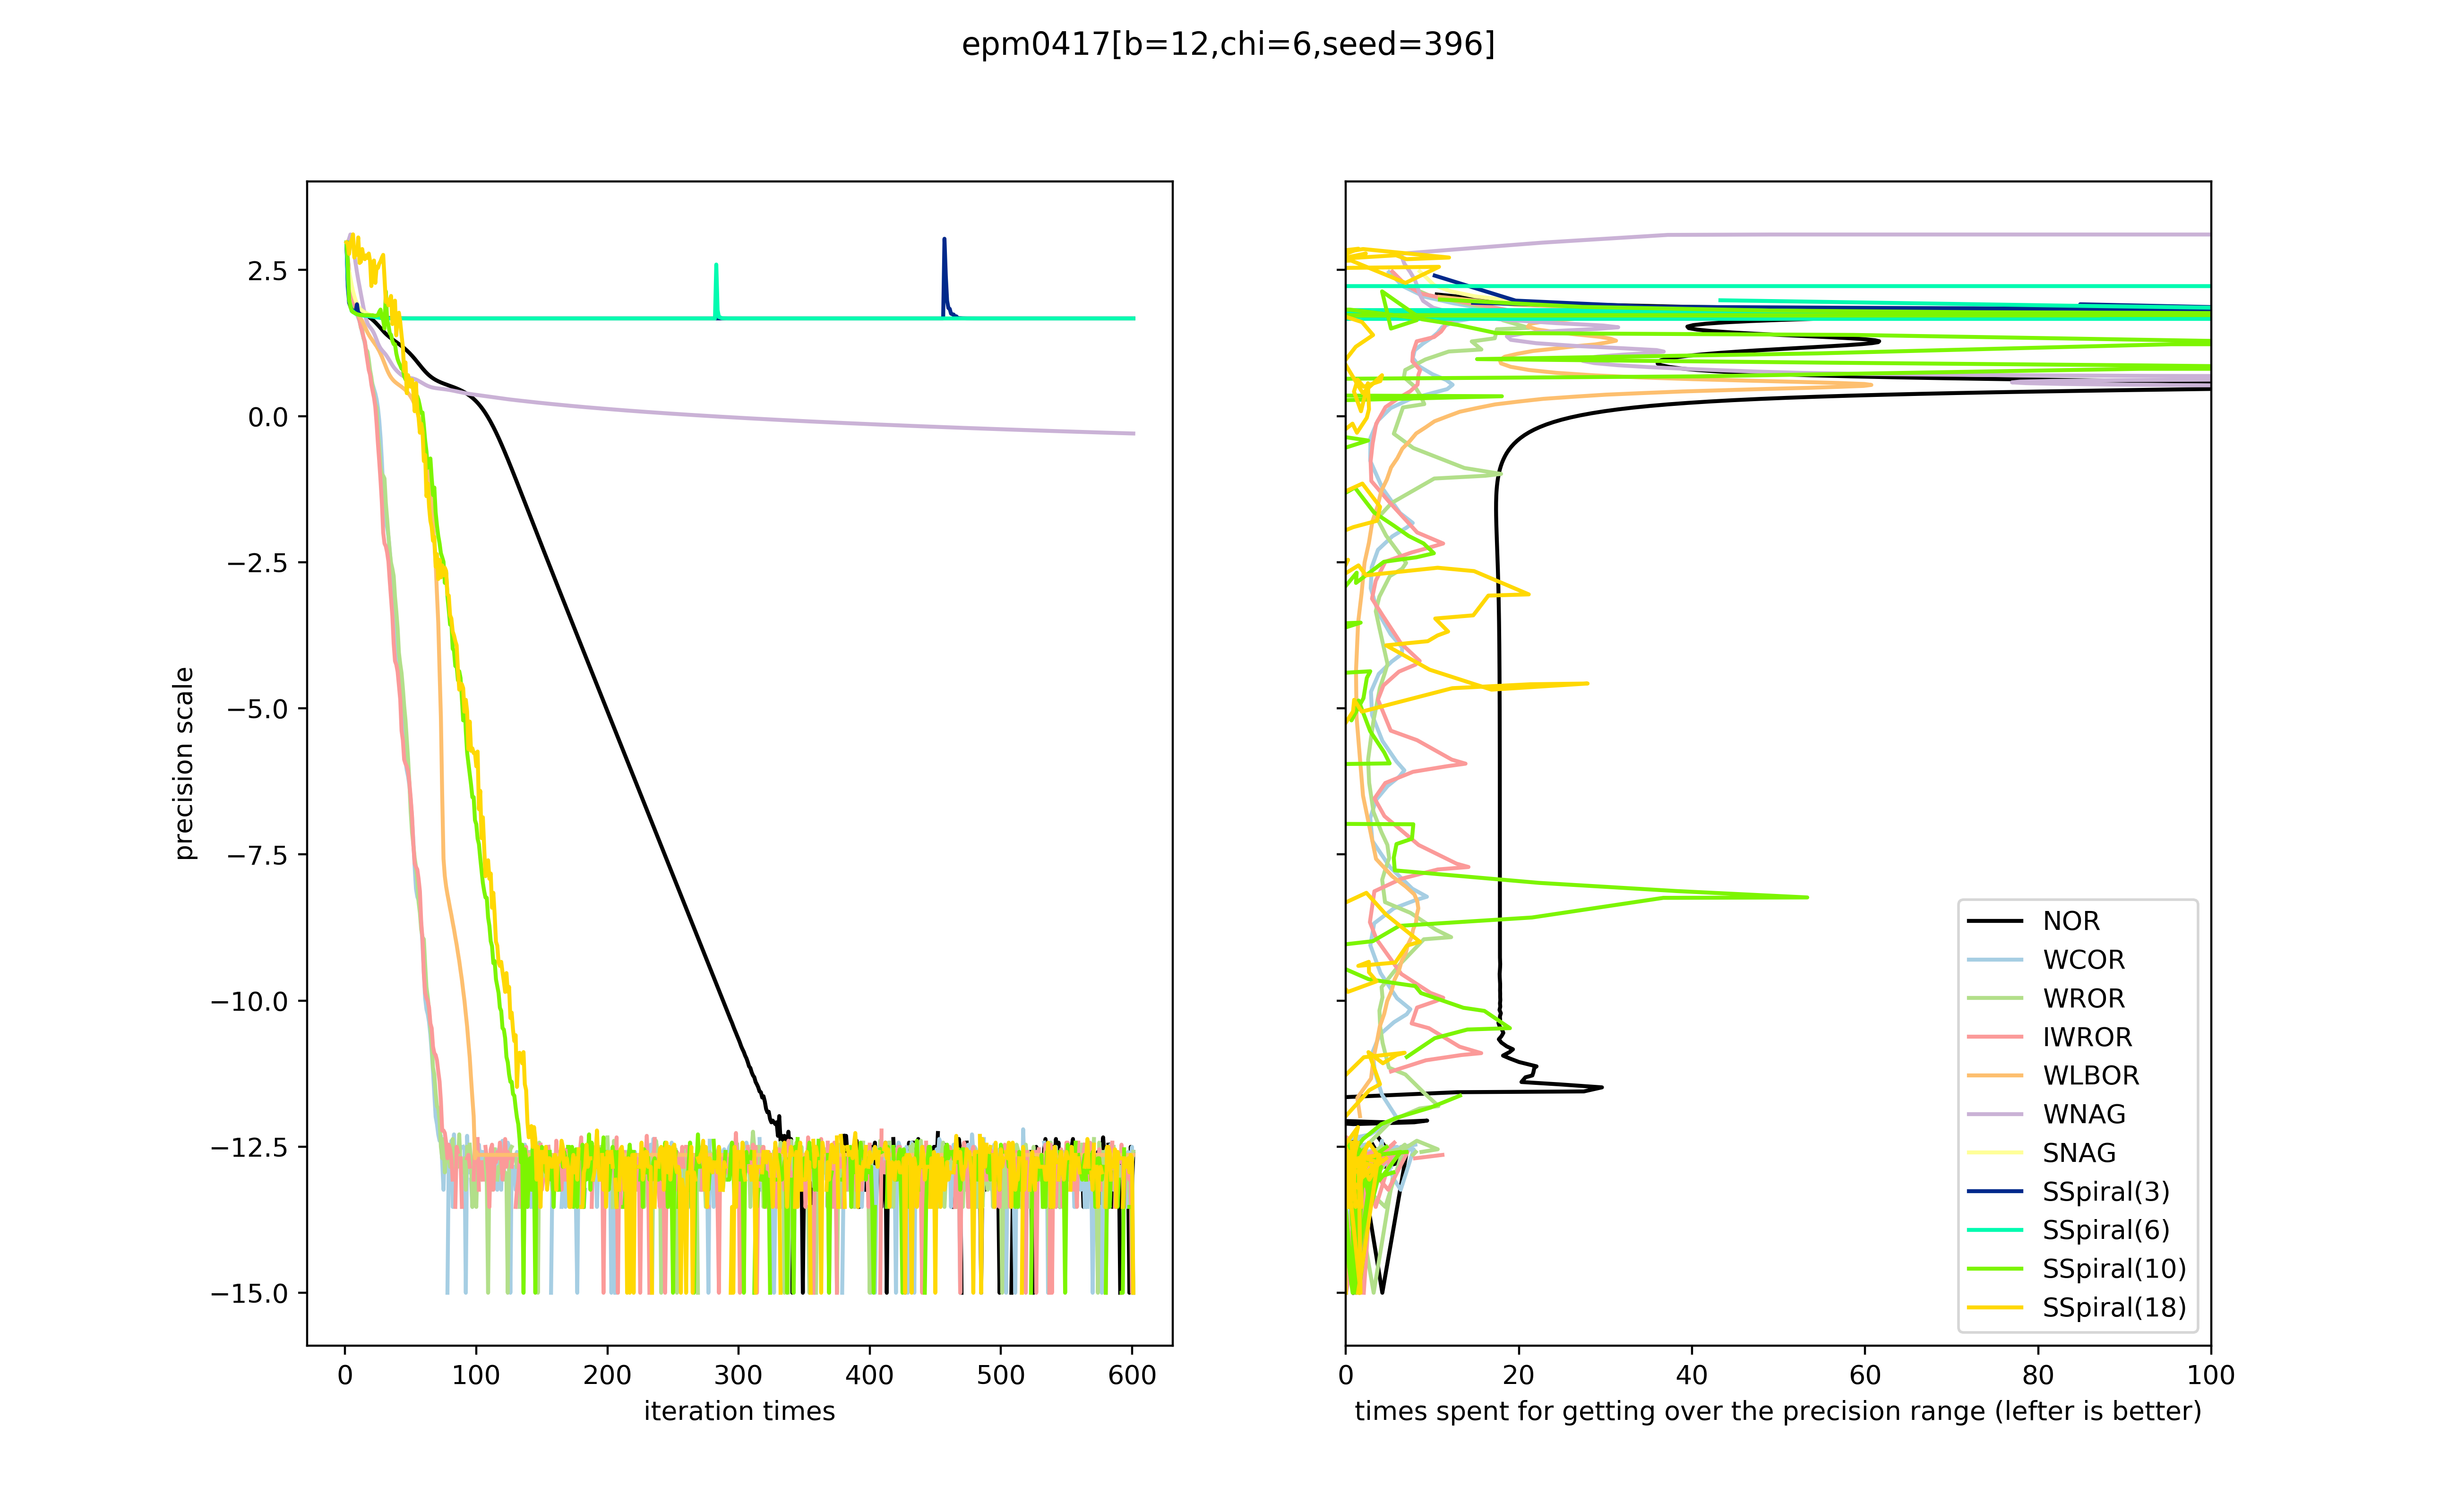 epm0417[b=12,chi=6,seed=396]
precision scale
2.5
0.0
−2.5
−5.0
−7.5
−10.0
−12.5
−15.0
0 100 200 300 400 500 600
iteration times
0 20 40 60 80 100
times spent for getting over the precision range (lefter is better)
NOR
WCOR
WROR
IWROR
WLBOR
WNAG
SNAG
SSpiral(3)
SSpiral(6)
SSpiral(10)
SSpiral(18)